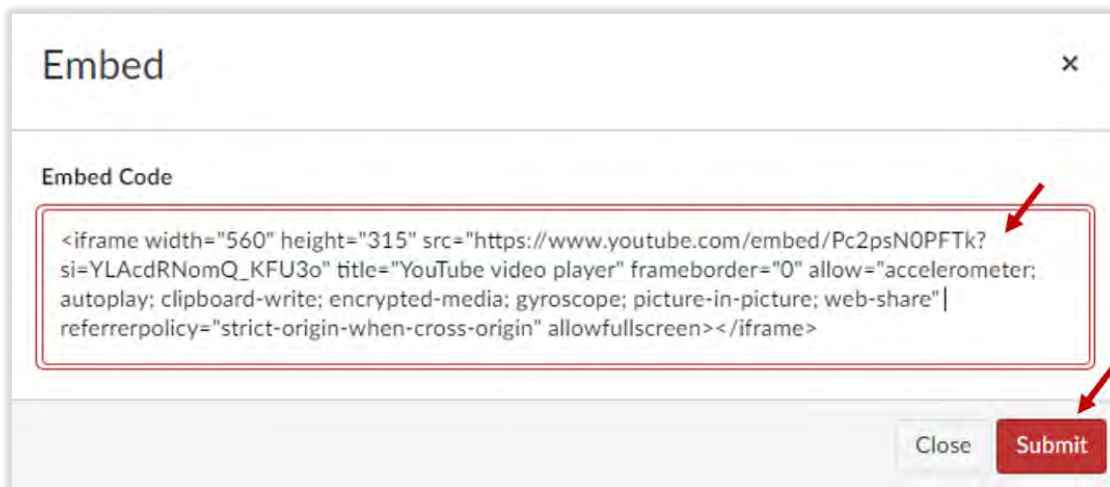 Embed
×
Embed Code
<iframe width="560" height="315" src="https://www.youtube.com/embed/Pc2psN0PFTk?
si=YLAcdRNomQ_KFU3o" title="YouTube video player" frameborder="0" allow="accelerometer;
autoplay; clipboard-write; encrypted-media; gyroscope; picture-in-picture; web-share"
referrerpolicy="strict-origin-when-cross-origin" allowfullscreen></iframe>
Close Submit